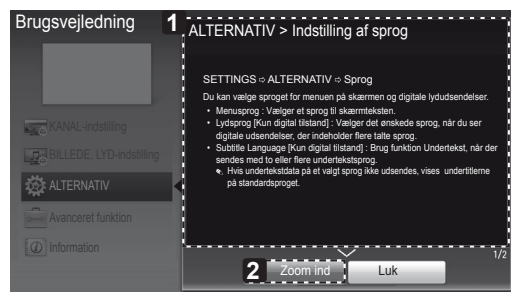 Brugsvejledning
1
ALTERNATIV > Indstilling af sprog
SETTINGS ⇨ ALTERNATIV ⇨ Sprog
Du kan vælge sproget for menuen på skærmen og digitale lydudsendelser.
• Menusprog : Vælger et sprog til skærmteksten.
• Lydsprog [Kun digital tilstand] : Vælger det ønskede sprog, når du ser
digitale udsendelser, der indeholder flere talte sprog.
• Subtitle Language [Kun digital tilstand] : Brug funktion Undertekst, når der
sendes med to eller flere undertekstsprog.
Hvis undertekstdata på et valgt sprog ikke udsendes, vises undertitlerne
på standardsproget.
KANAL-indstilling
BILLEDE, LYD-indstilling
ALTERNATIV
Avanceret funktion
Information
1/2
2
Zoom ind
Luk